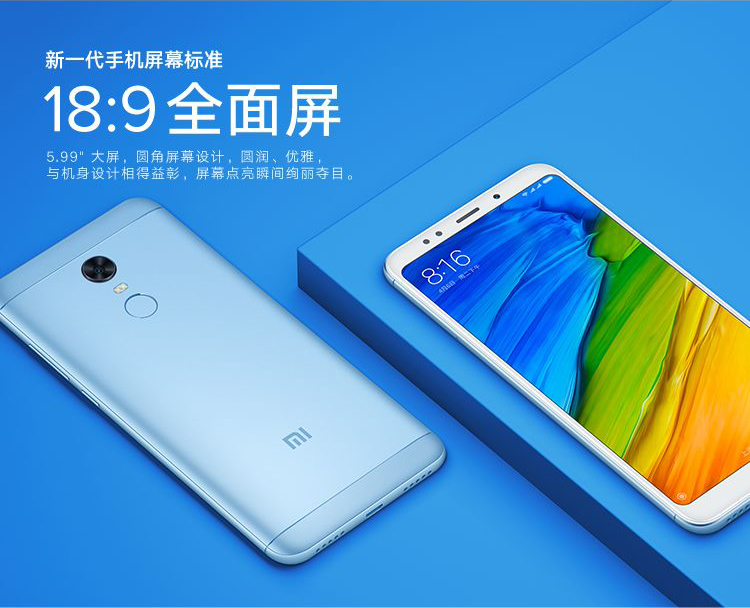 新一代手机屏幕标准
18:9 全面屏
5.99" 大屏，圆角屏幕设计，圆润、优雅，
与机身设计相得益彰，屏幕点亮瞬间绚丽夺目。
8:16
MI